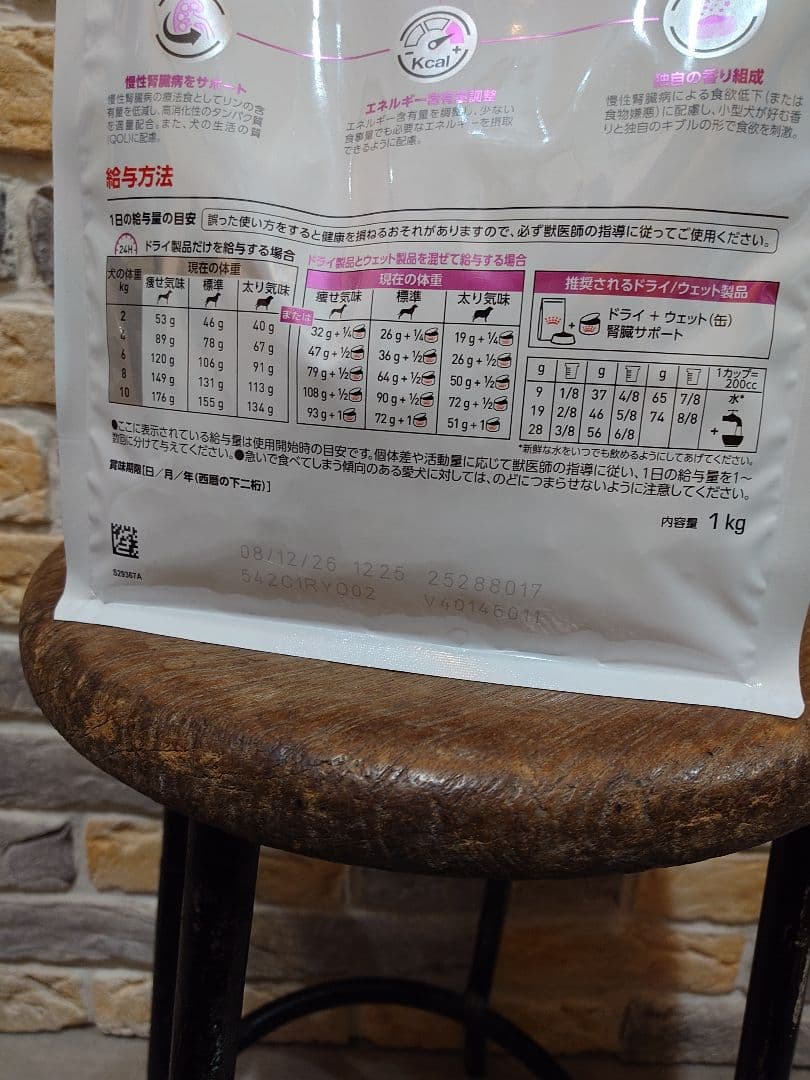 Kcal
慢性腎臓病をサポート
慢性腎臓病の療法食としてリンの含
有量を低減し、高消化性のタンパク質
を適量配合。また、犬の生活の質
(QOL)に配慮。
エネルギー含有量調整
エネルギー含有量を調整し、少ない
食事量でも必要なエネルギーを摂取
できるように配慮。
独自の香り組成
慢性腎臓病による食欲低下(または
食物嫌悪)に配慮し、小型犬が好む香
りと独自のキブルの形で食欲を刺激。
給与方法
1日の給与量の目安 誤った使い方をすると健康を損ねるおそれがありますので、必ず獣医師の指導に従ってご使用ください。
24H ドライ製品だけを給与する場合
犬の体重 kg 現在の体重
痩せ気味 標準 太り気味
2 53 g 46 g 40 g
4 89 g 78 g 67 g
6 120 g 106 g 91 g
8 149 g 131 g 113 g
10 176 g 155 g 134 g
または
ドライ製品とウェット製品を混ぜて給与する場合
現在の体重
痩せ気味 標準 太り気味
32 g + ¼ 26 g + ¼ 19 g + ¼
47 g + ½ 36 g + ½ 26 g + ½
79 g + ½ 64 g + ½ 50 g + ½
108 g + ½ 90 g + ½ 72 g + ½
93 g + 1 72 g + 1 51 g + 1
推奨されるドライ/ウェット製品
ドライ + ウェット(缶)
腎臓サポート
g g g 1カップ=
200cc
9 1/8 37 4/8 65 7/8 水*
19 2/8 46 5/8 74 8/8
28 3/8 56 6/8
*新鮮な水をいつでも飲めるようにしてあげてください。
●ここに表示されている給与量は使用開始時の目安です。個体差や活動量に応じて獣医師の指導に従い、1日の給与量を1～
数回に分けて与えてください。●急いで食べてしまう傾向のある愛犬に対しては、のどにつまらせないように注意してください。
賞味期限[日/月/年(西暦の下二桁)]
内容量 1 kg
S29367A
08/12/26 1225 25288017
542C1RY002 V40146011